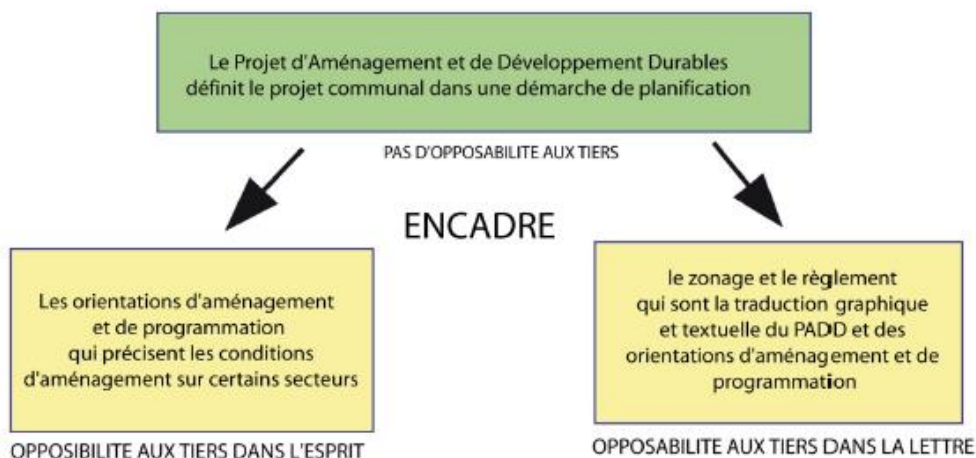 Le Projet d'Aménagement et de Développement Durables
définit le projet communal dans une démarche de planification
PAS D'OPPOSABILITE AUX TIERS
ENCADRE
Les orientations d'aménagement
et de programmation
qui précisent les conditions
d'aménagement sur certains secteurs
OPPOSIBILITE AUX TIERS DANS L'ESPRIT
le zonage et le règlement
qui sont la traduction graphique
et textuelle du PADD et des
orientations d'aménagement et de
programmation
OPPOSABILITE AUX TIERS DANS LA LETTRE